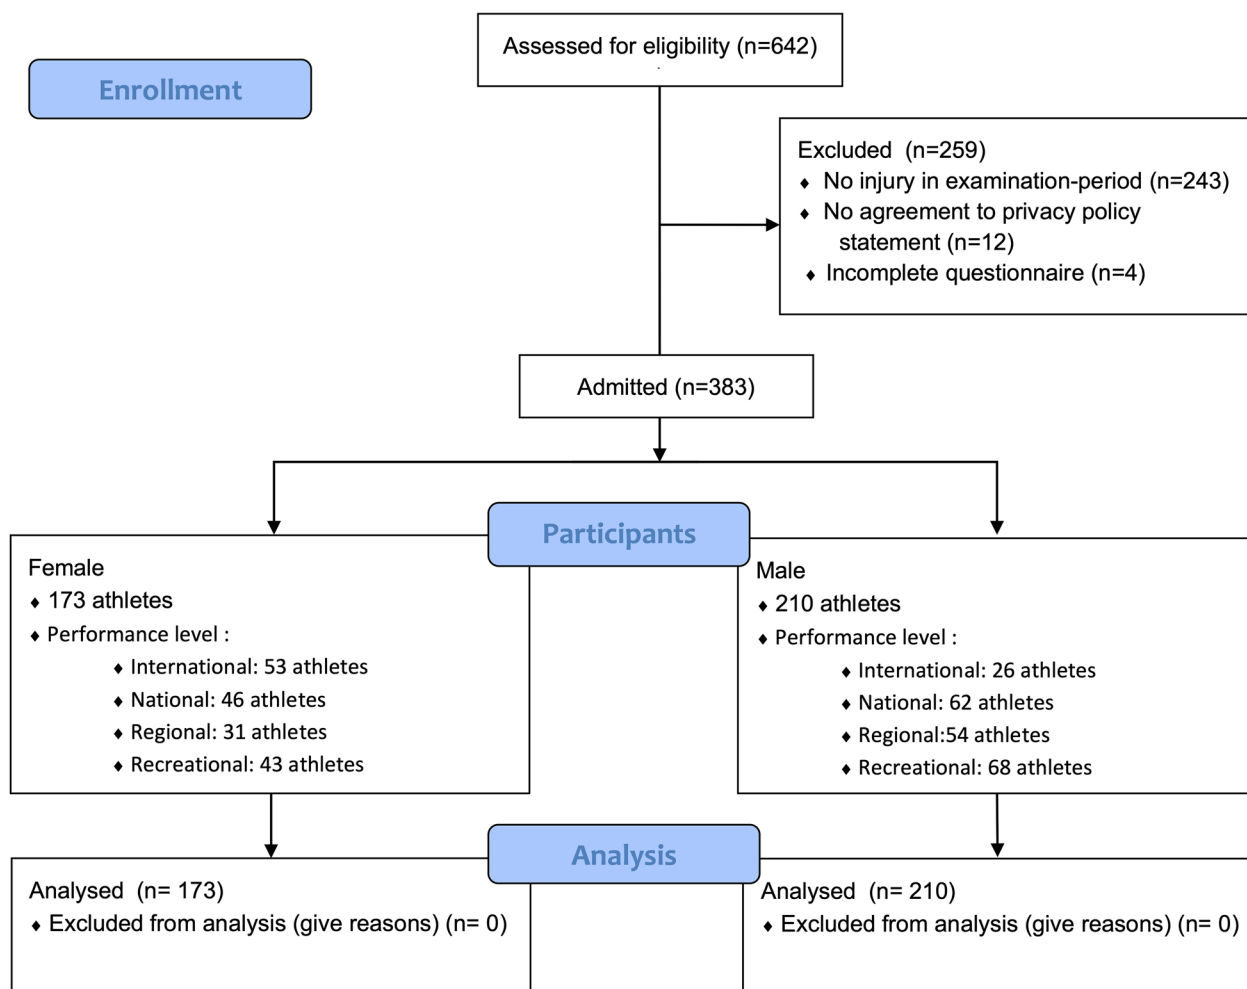 Assessed for eligibility (n=642)
Enrollment
Excluded  (n=259)
♦ No injury in examination-period (n=243)
♦ No agreement to privacy policy
statement (n=12)
♦ Incomplete questionnaire (n=4)
Admitted (n=383)
Participants
Female
♦ 173 athletes
♦ Performance level :
♦ International: 53 athletes
♦ National: 46 athletes
♦ Regional: 31 athletes
♦ Recreational: 43 athletes
Male
♦ 210 athletes
♦ Performance level :
♦ International: 26 athletes
♦ National: 62 athletes
♦ Regional:54 athletes
♦ Recreational: 68 athletes
Analysis
Analysed  (n= 173)
♦ Excluded from analysis (give reasons) (n= 0)
Analysed  (n= 210)
♦ Excluded from analysis (give reasons) (n= 0)